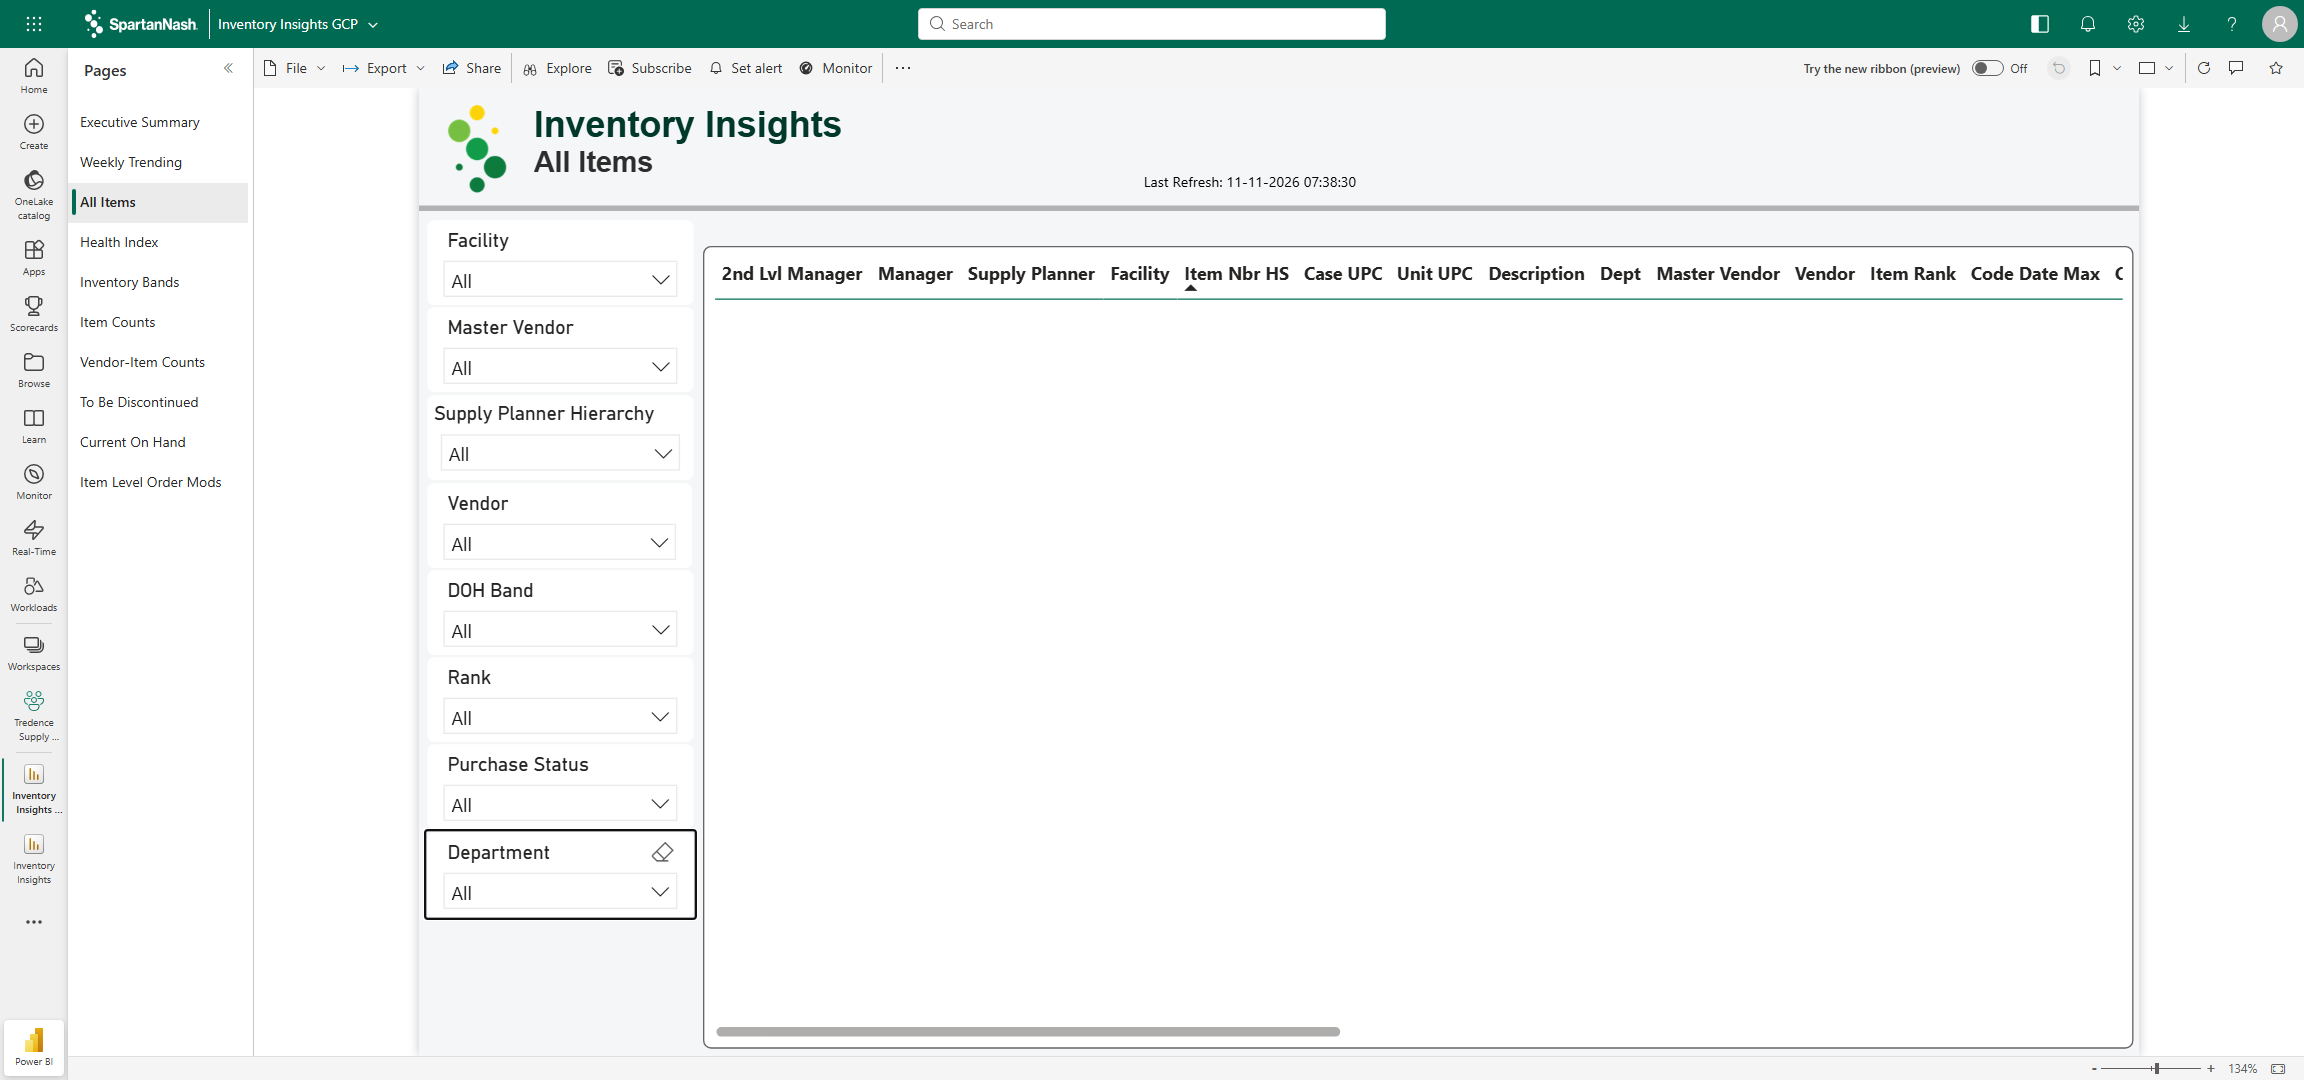 SpartanNash
Inventory Insights GCP
Search
Home
Create
OneLake
catalog
Apps
Scorecards
Browse
Learn
Monitor
Real-Time
Workloads
Workspaces
Tredence
Supply ...
Inventory
Insights ...
Inventory
Insights
Power BI
Pages
Executive Summary
Weekly Trending
All Items
Health Index
Inventory Bands
Item Counts
Vendor-Item Counts
To Be Discontinued
Current On Hand
Item Level Order Mods
File Export Share Explore Subscribe Set alert Monitor
Try the new ribbon (preview) Off
Inventory Insights
All Items
Last Refresh: 11-11-2026 07:38:30
Facility
All
Master Vendor
All
Supply Planner Hierarchy
All
Vendor
All
DOH Band
All
Rank
All
Purchase Status
All
Department
All
2nd Lvl Manager Manager Supply Planner Facility Item Nbr HS Case UPC Unit UPC Description Dept Master Vendor Vendor Item Rank Code Date Max
- + 134%